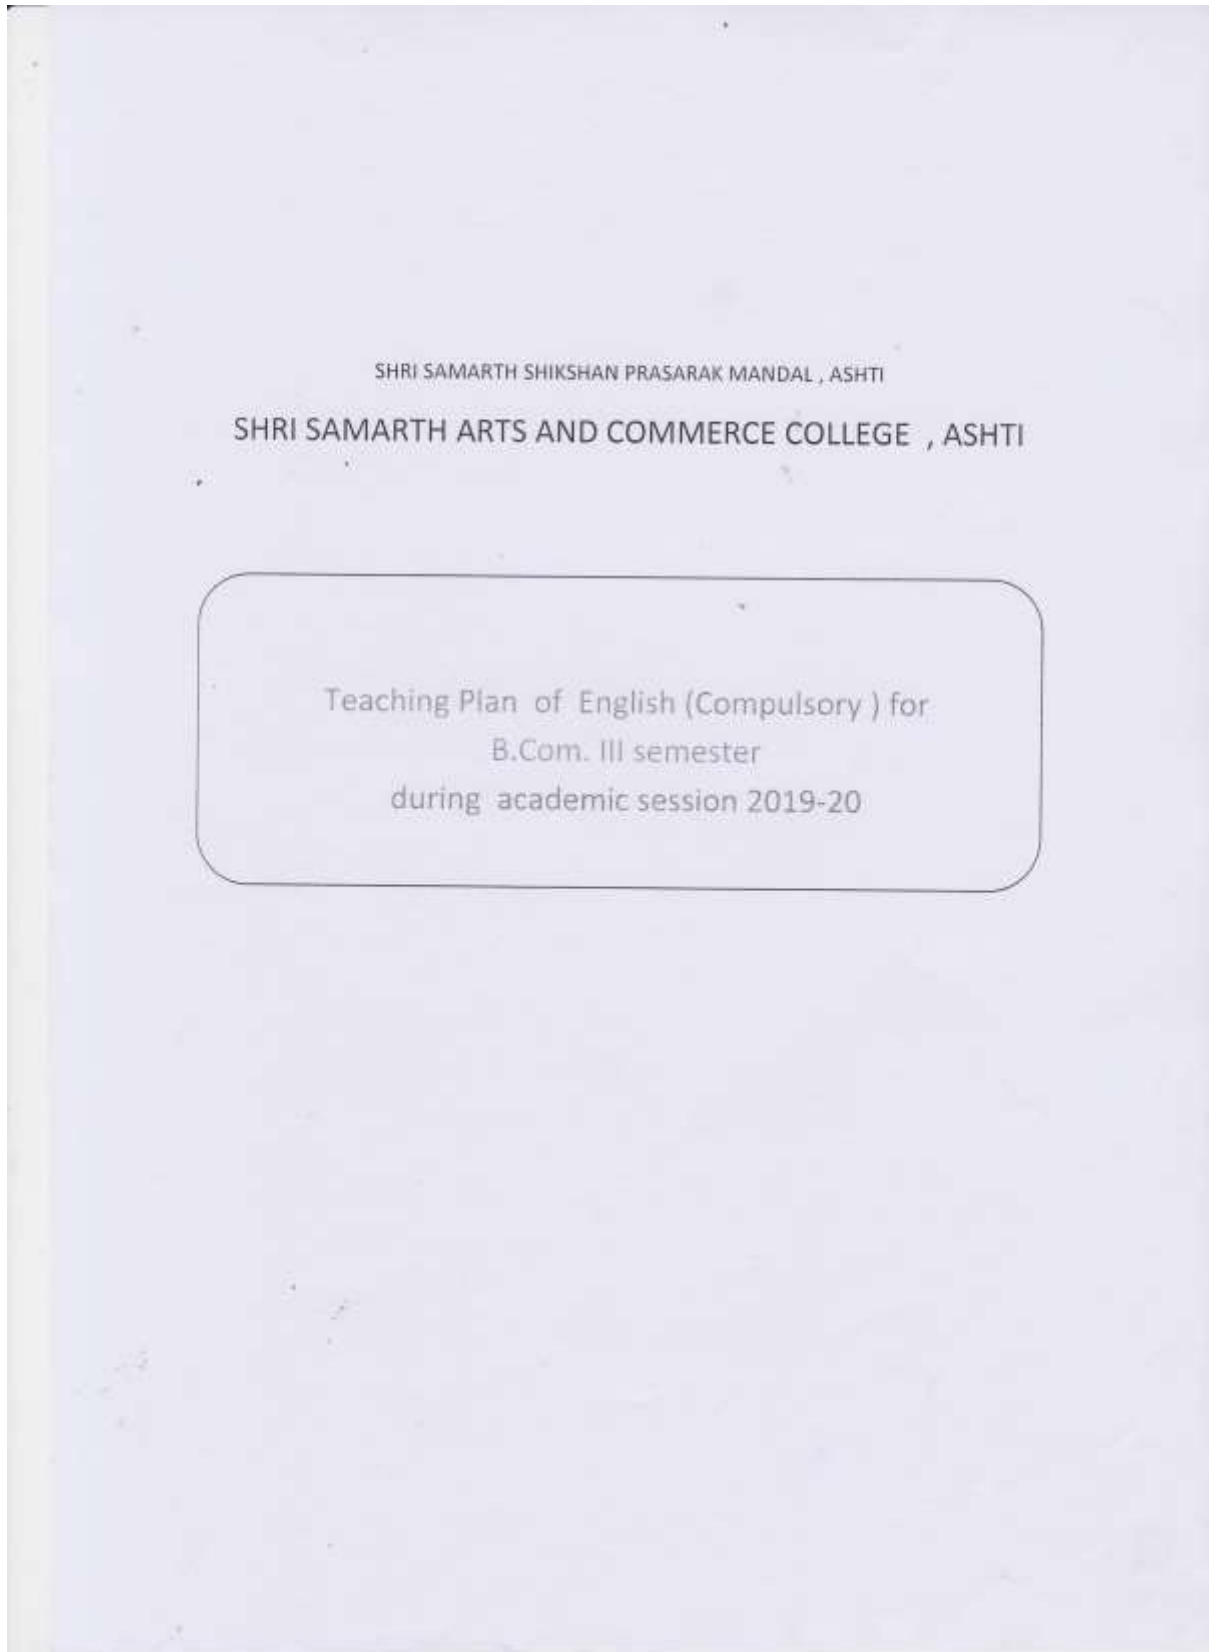 SHRI SAMARTH SHIKSHAN PRASARAK MANDAL , ASHTI
SHRI SAMARTH ARTS AND COMMERCE COLLEGE , ASHTI
Teaching Plan of English (Compulsory ) for
B.Com. III semester
during academic session 2019-20